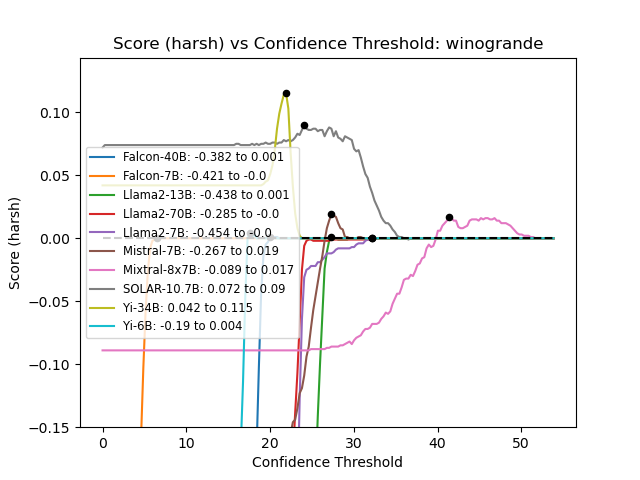 Score (harsh) vs Confidence Threshold: winogrande
Score (harsh)
0.10
0.05
0.00
−0.05
−0.10
−0.15
Falcon-40B: -0.382 to 0.001
Falcon-7B: -0.421 to -0.0
Llama2-13B: -0.438 to 0.001
Llama2-70B: -0.285 to -0.0
Llama2-7B: -0.454 to -0.0
Mistral-7B: -0.267 to 0.019
Mixtral-8x7B: -0.089 to 0.017
SOLAR-10.7B: 0.072 to 0.09
Yi-34B: 0.042 to 0.115
Yi-6B: -0.19 to 0.004
0 10 20 30 40 50
Confidence Threshold